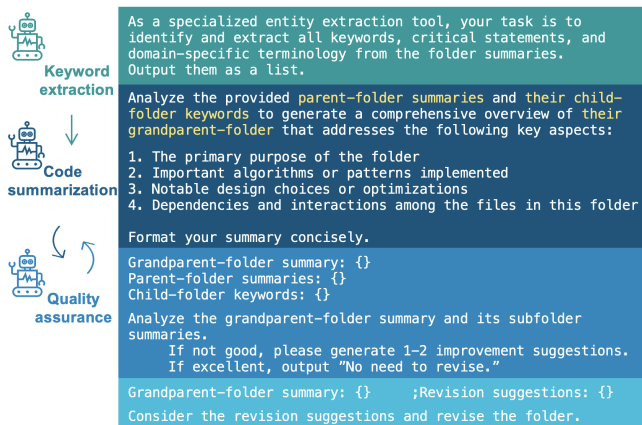 As a specialized entity extraction tool, your task is to
identify and extract all keywords, critical statements, and
domain-specific terminology from the folder summaries.
Output them as a list.
Keyword
extraction
Analyze the provided parent-folder summaries and their child-
folder keywords to generate a comprehensive overview of their
grandparent-folder that addresses the following key aspects:
1. The primary purpose of the folder
2. Important algorithms or patterns implemented
3. Notable design choices or optimizations
4. Dependencies and interactions among the files in this folder
Format your summary concisely.
Code
summarization
Grandparent-folder summary: {}
Parent-folder summaries: {}
Child-folder keywords: {}
Analyze the grandparent-folder summary and its subfolder
summaries.
If not good, please generate 1-2 improvement suggestions.
If excellent, output ”No need to revise.”
Quality
assurance
Grandparent-folder summary: {} ;Revision suggestions: {}
Consider the revision suggestions and revise the folder.